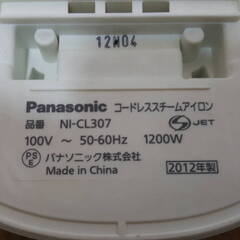 12N04
Panasonic コードレススチームアイロン
品番 NI-CL307 S JET
100V ～ 50-60Hz 1200W
PS E パナソニック株式会社 2012年製
Made in China